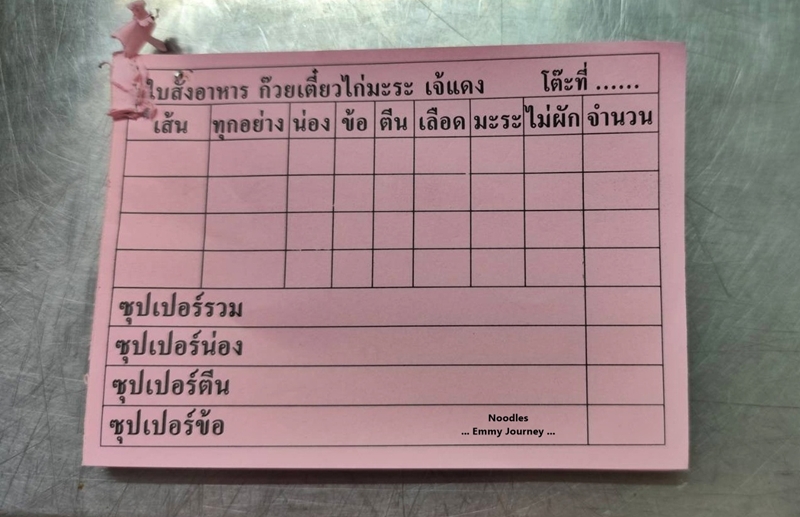 ใบสั่งอาหาร ก๊วยเตี๋ยวไก่มะระ เจ้แดง โต๊ะที่ ......
เส้น ทุกอย่าง น่อง ข้อ ตีน เลือด มะระ ไม่ผัก จำนวน
ซุปเปอร์รวม
ซุปเปอร์น่อง
ซุปเปอร์ตีน
ซุปเปอร์ข้อ
Noodles
... Emmy Journey ...